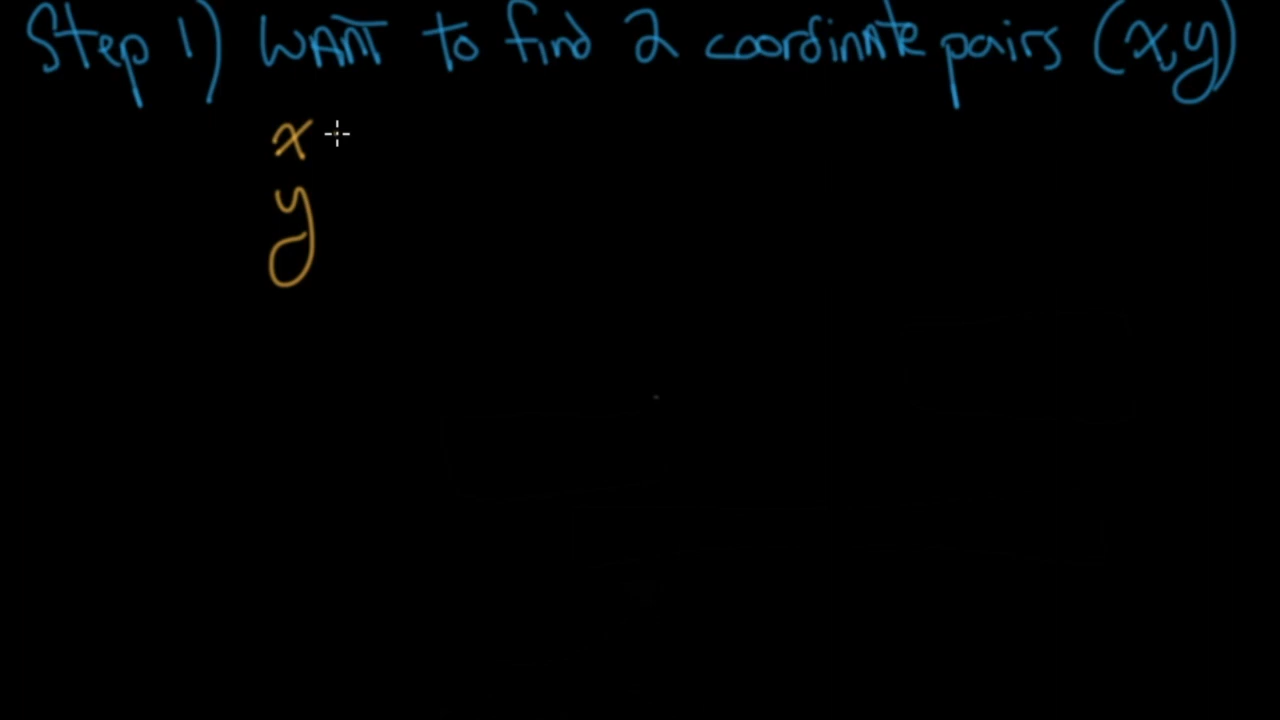 Step 1) WANT to find 2 coordinate pairs (x,y)
x
y